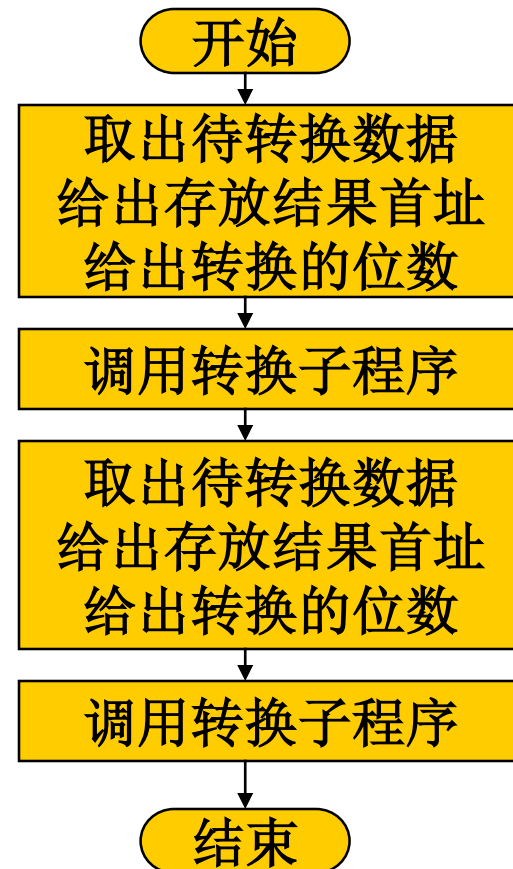 开始
取出待转换数据
给出存放结果首址
给出转换的位数
调用转换子程序
取出待转换数据
给出存放结果首址
给出转换的位数
调用转换子程序
结束